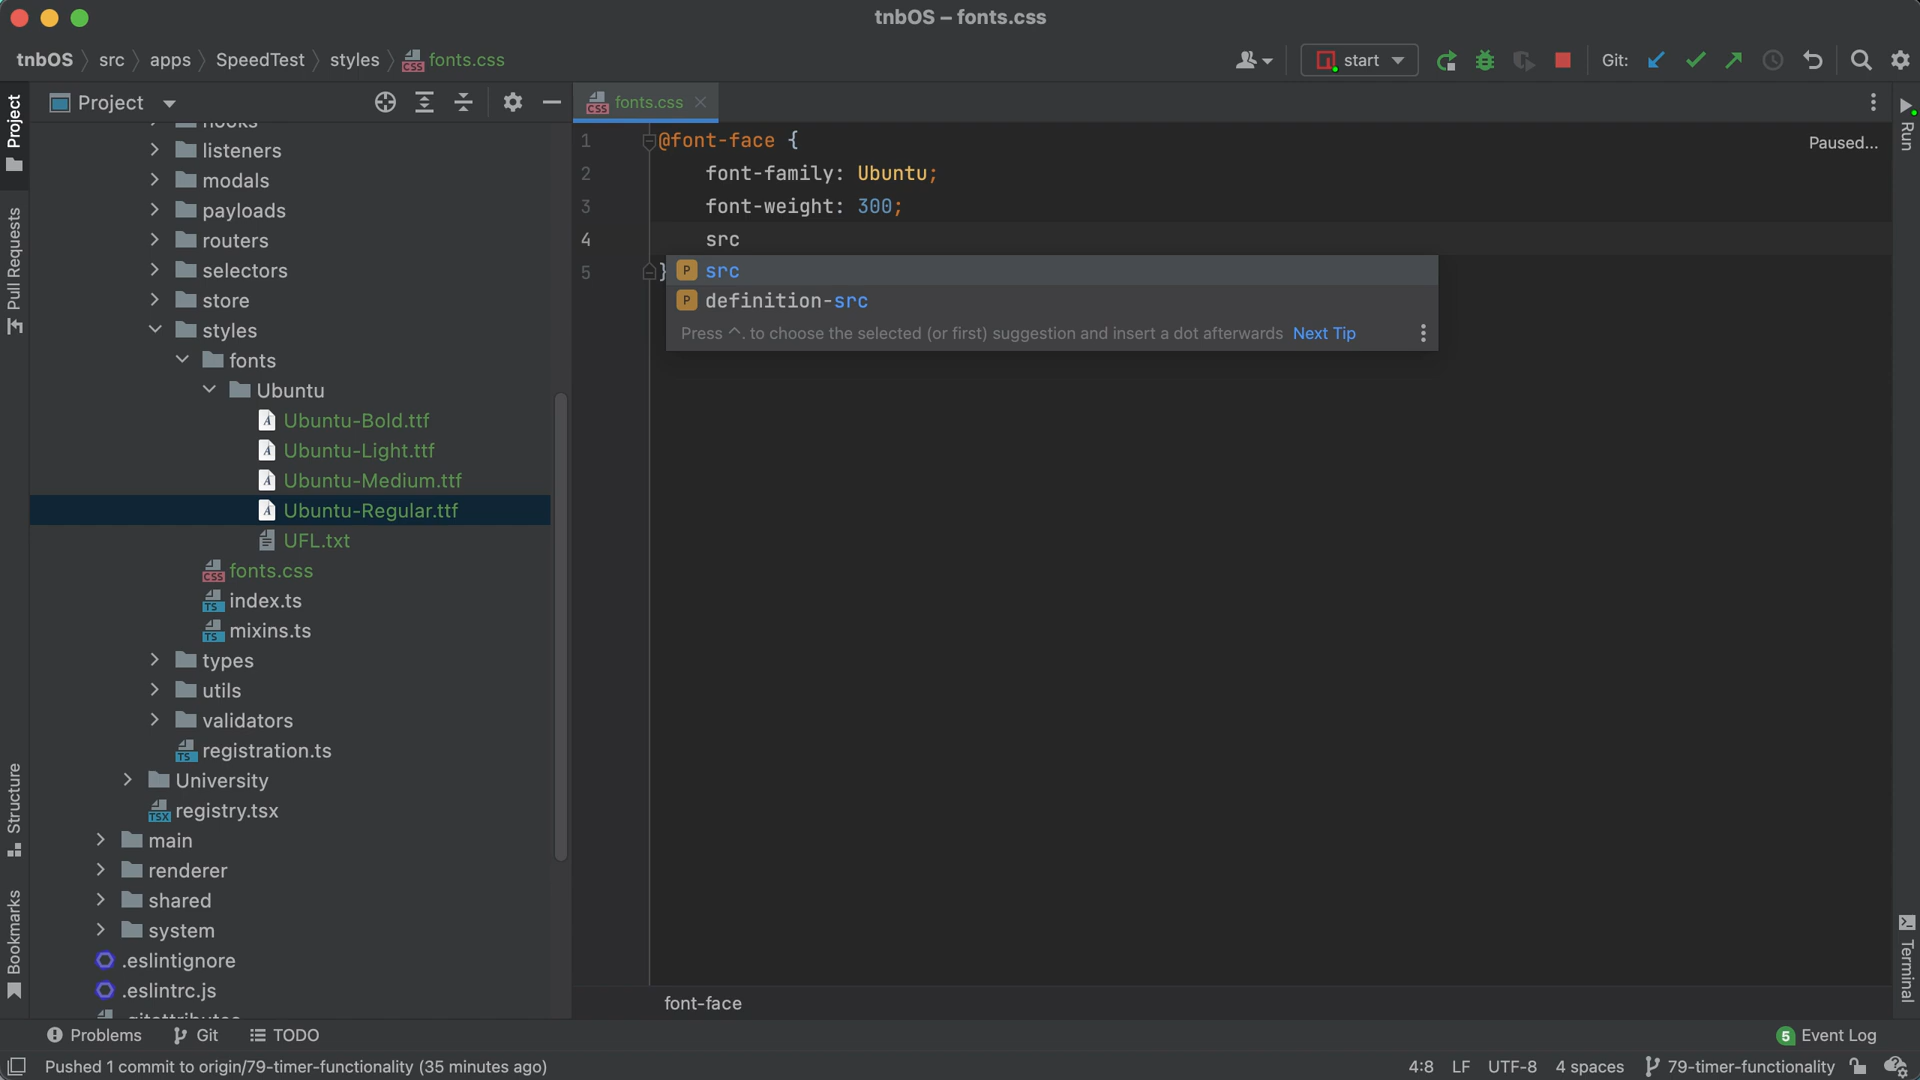 tnbOS – fonts.css
tnbOS src apps SpeedTest styles fonts.css
start Git:
Project
fonts.css
Project
Pull Requests
Structure
Bookmarks
hooks
listeners
modals
payloads
routers
selectors
store
styles
fonts
Ubuntu
Ubuntu-Bold.ttf
Ubuntu-Light.ttf
Ubuntu-Medium.ttf
Ubuntu-Regular.ttf
UFL.txt
fonts.css
index.ts
mixins.ts
types
utils
validators
registration.ts
University
registry.tsx
main
renderer
shared
system
.eslintignore
.eslintrc.js
.gitattributes
1 @font-face {
2 font-family: Ubuntu;
3 font-weight: 300;
4 src
5 }
P src
P definition-src
Press ^. to choose the selected (or first) suggestion and insert a dot afterwards Next Tip
Paused...
Run
Terminal
font-face
Problems Git TODO
5 Event Log
Pushed 1 commit to origin/79-timer-functionality (35 minutes ago)
4:8 LF UTF-8 4 spaces 79-timer-functionality